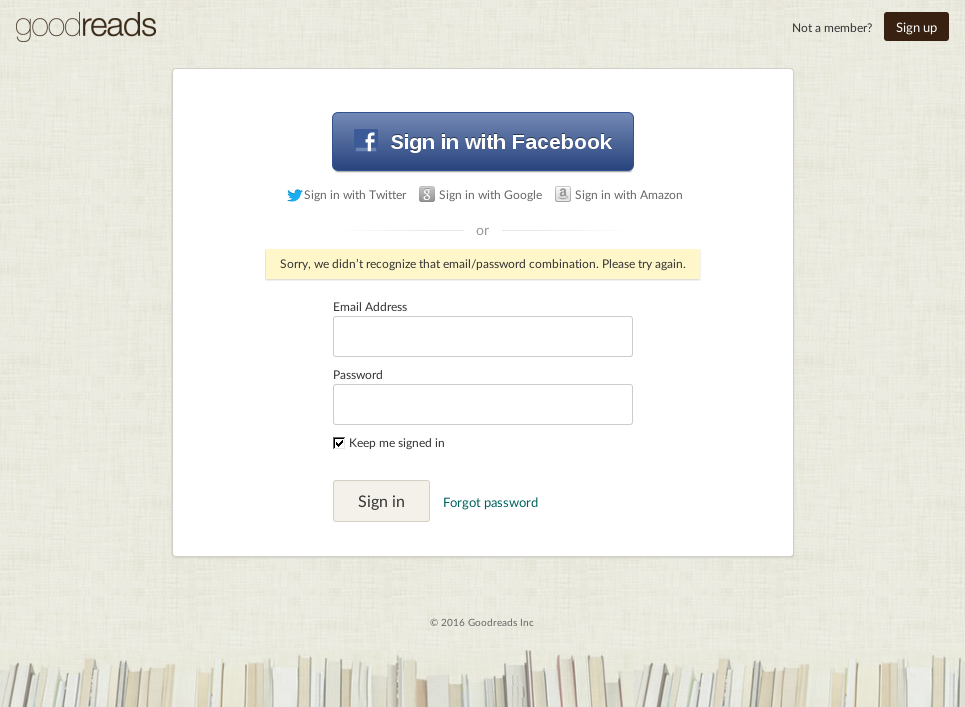 goodreads
Not a member?
Sign up
Sign in with Facebook
Sign in with Twitter
Sign in with Google
Sign in with Amazon
or
Sorry, we didn’t recognize that email/password combination. Please try again.
Email Address
Password
Keep me signed in
Sign in
Forgot password
© 2016 Goodreads Inc